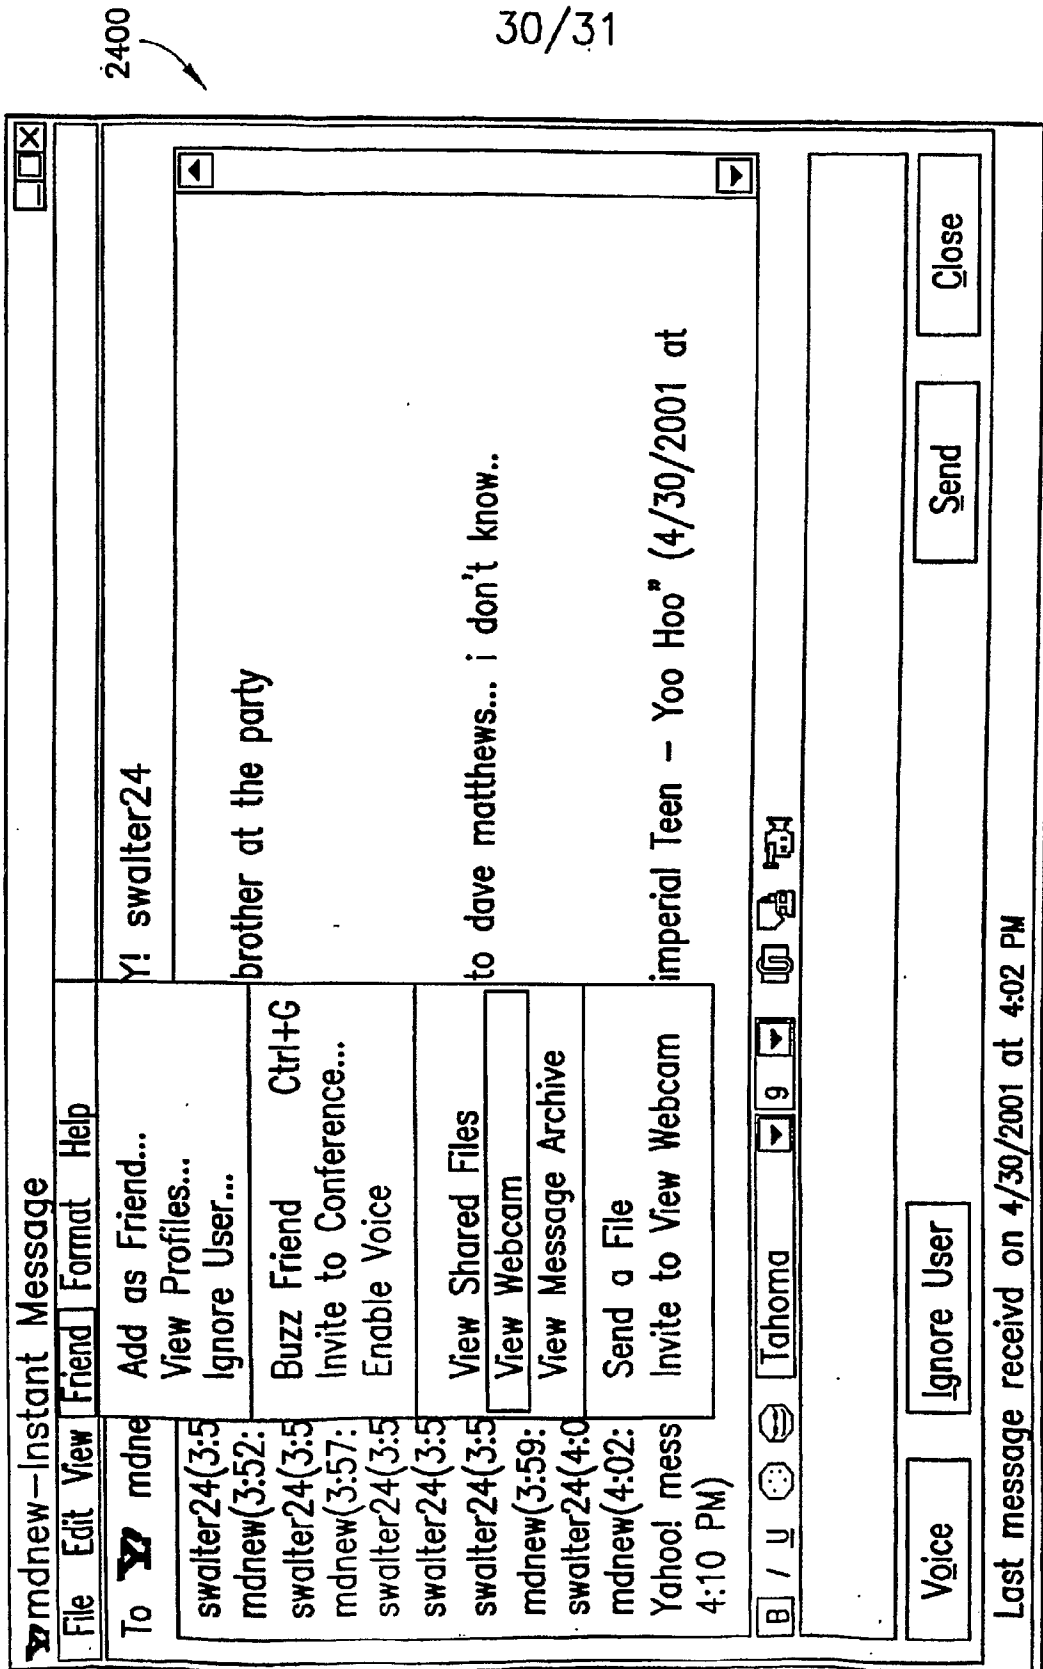 30/31
2400
mdnew-Instant Message
File Edit View Friend Format Help
To mdne Y! swalter24
Add as Friend...
View Profiles...
Ignore User...
Buzz Friend Ctrl+G
Invite to Conference...
Enable Voice
View Shared Files
View Webcam
View Message Archive
Send a File
Invite to View Webcam
swalter24(3:5
mdnew(3:52: brother at the party
swalter24(3:5
mdnew(3:57:
swalter24(3:5
swalter24(3:5
swalter24(3:5 to dave matthews... i don't know..
mdnew(3:59:
swalter24(4:0
mdnew(4:02:
Yahoo! mess imperial Teen - Yoo Hoo" (4/30/2001 at
4:10 PM)
B / U Tahoma 9
Voice Ignore User Send Close
Last message receivd on 4/30/2001 at 4:02 PM